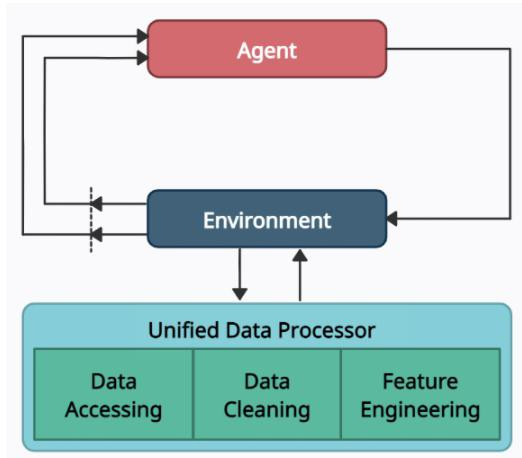 Agent
Environment
Unified Data Processor
Data
Accessing
Data
Cleaning
Feature
Engineering